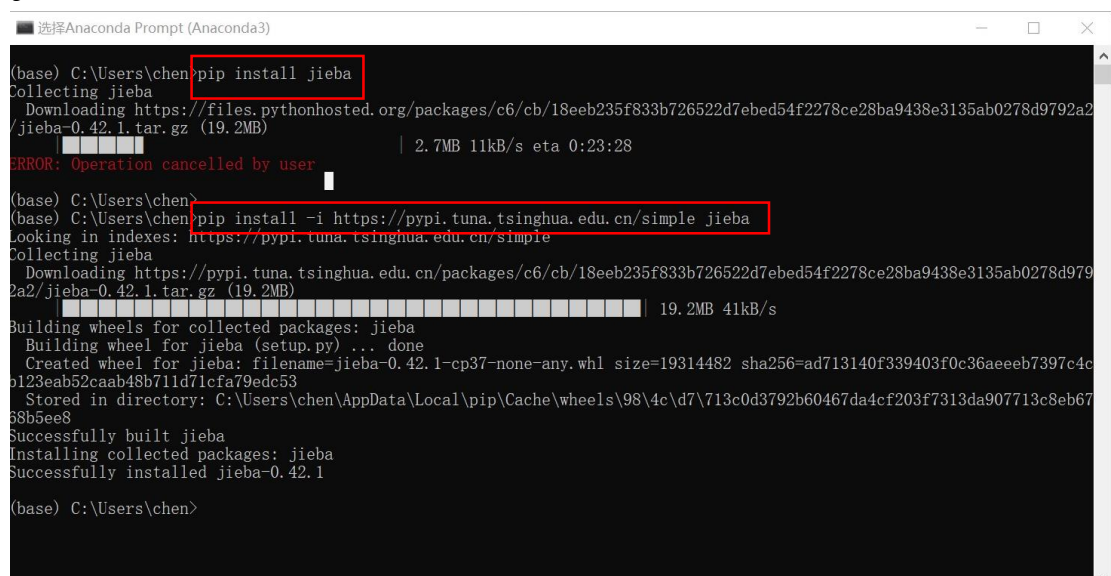 选择Anaconda Prompt (Anaconda3)
(base) C:\Users\chen>pip install jieba
Collecting jieba
Downloading https://files.pythonhosted.org/packages/c6/cb/18eeb235f833b726522d7ebed54f2278ce28ba9438e3135ab0278d9792a2
/jieba-0.42.1.tar.gz (19.2MB)
| 2.7MB 11kB/s eta 0:23:28
ERROR: Operation cancelled by user
(base) C:\Users\chen>
(base) C:\Users\chen>pip install -i https://pypi.tuna.tsinghua.edu.cn/simple jieba
Looking in indexes: https://pypi.tuna.tsinghua.edu.cn/simple
Collecting jieba
Downloading https://pypi.tuna.tsinghua.edu.cn/packages/c6/cb/18eeb235f833b726522d7ebed54f2278ce28ba9438e3135ab0278d979
2a2/jieba-0.42.1.tar.gz (19.2MB)
| 19.2MB 41kB/s
Building wheels for collected packages: jieba
Building wheel for jieba (setup.py) ... done
Created wheel for jieba: filename=jieba-0.42.1-cp37-none-any.whl size=19314482 sha256=ad713140f339403f0c36aeeeb7397c4c
b123eab52caab48b711d71cfa79edc53
Stored in directory: C:\Users\chen\AppData\Local\pip\Cache\wheels\98\4c\d7\713c0d3792b60467da4cf203f7313da907713c8eb67
68b5ee8
Successfully built jieba
Installing collected packages: jieba
Successfully installed jieba-0.42.1
(base) C:\Users\chen>